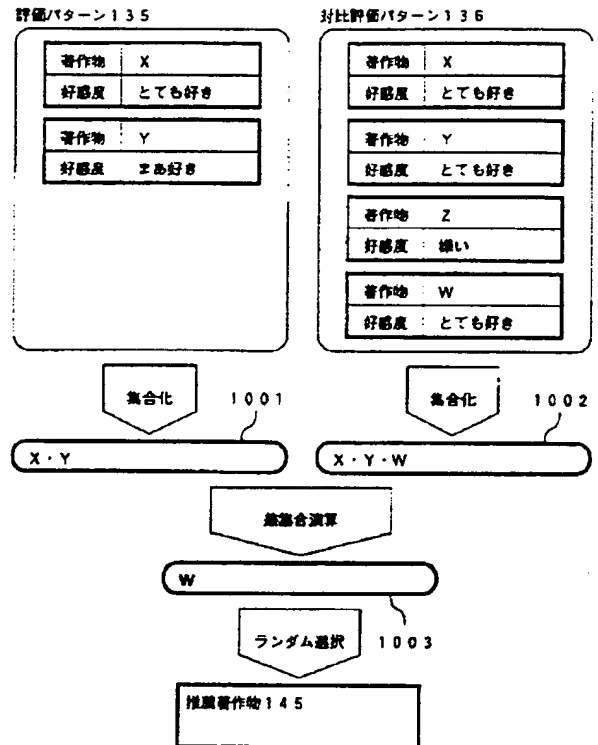 評価パターン135
著作物 X
好感度 とても好き
著作物 Y
好感度 まあ好き
対比評価パターン136
著作物 X
好感度 とても好き
著作物 Y
好感度 とても好き
著作物 Z
好感度 嫌い
著作物 W
好感度 とても好き
集合化
1001
X・Y
集合化
1002
X・Y・W
集合演算
W
1003
ランダム選択
推薦著作物145